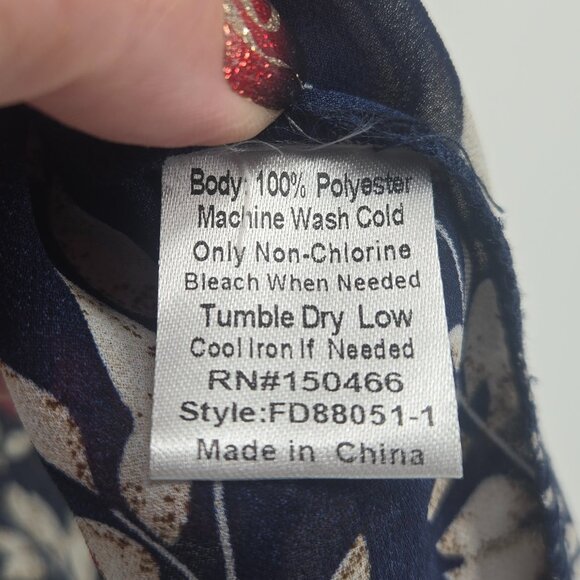 Body: 100% Polyester
Machine Wash Cold
Only Non-Chlorine
Bleach When Needed
Tumble Dry Low
Cool Iron If Needed
RN#150466
Style:FD88051-1
Made in China